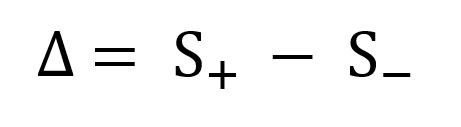 Δ = S₊ − S₋